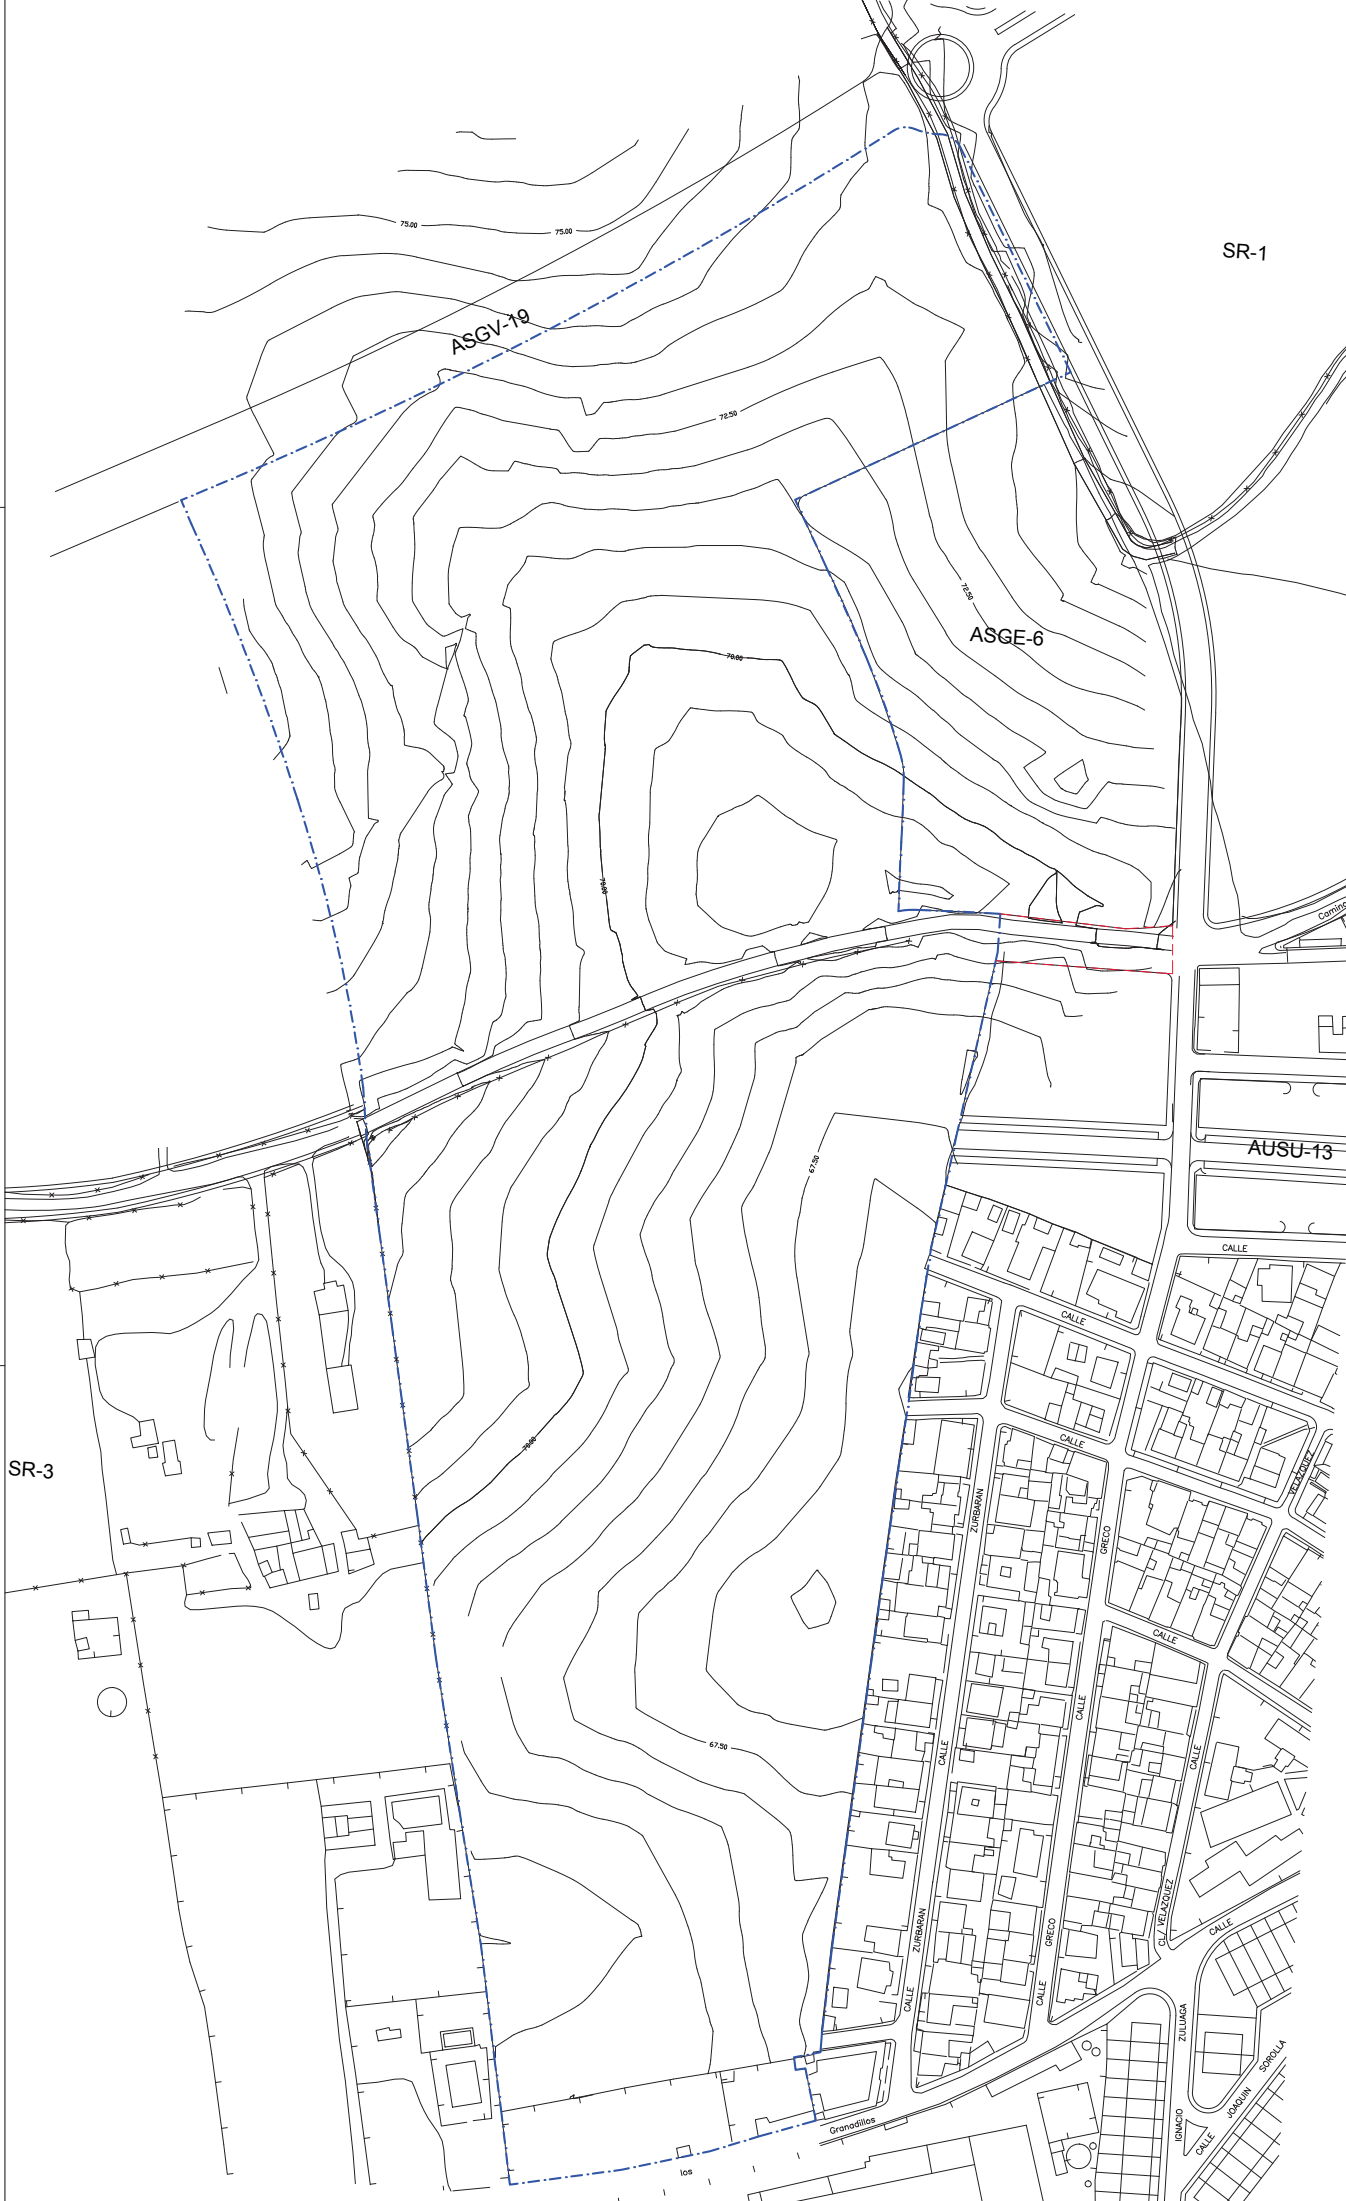 75.00
75.00
SR-1
ASGV-19
72.50
72.50
ASGE-6
70.00
70.00
Camino
67.50
AUSU-13
CALLE
CALLE
CALLE
70.00
SR-3
VELAZQUEZ
ZURBARAN
GRECO
CALLE
CALLE
67.50
CALLE
CALLE
CL./ VELAZQUEZ
ZURBARAN
GRECO
CALLE
CALLE
CALLE
ZULUAGA
SOROLLA
JOAQUIN
Granadillos
IGNACIO
CALLE
los